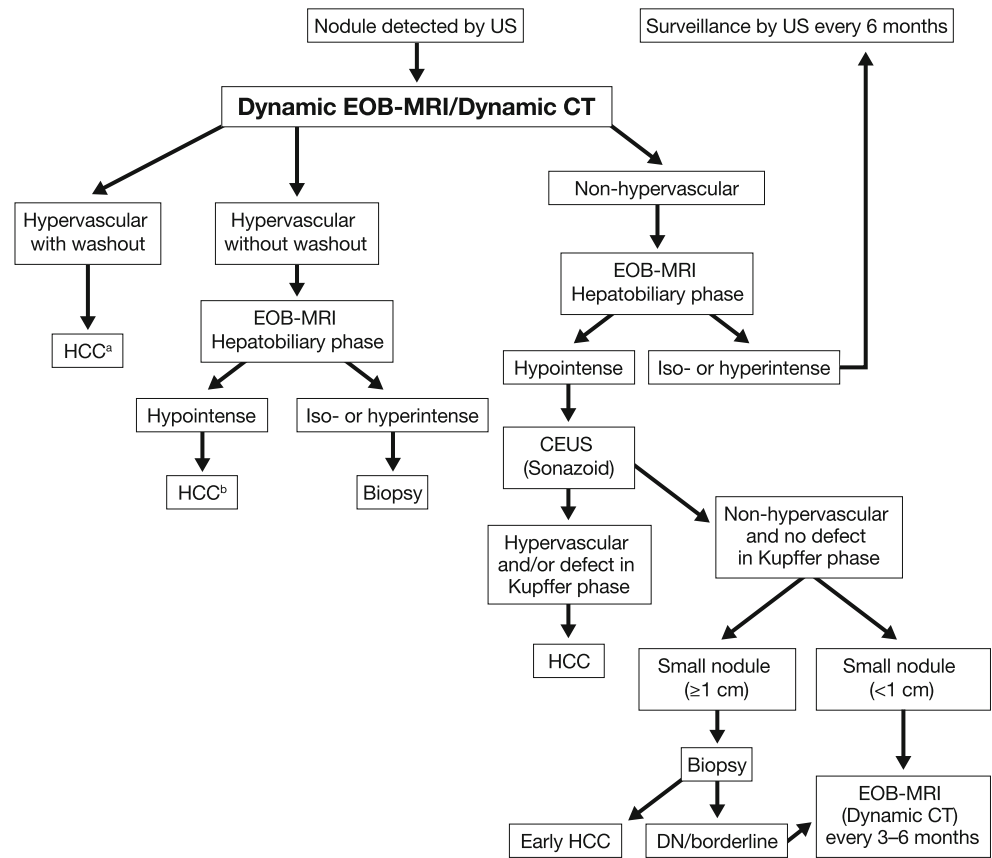 Nodule detected by US
Surveillance by US every 6 months
Dynamic EOB-MRI/Dynamic CT
Hypervascular
with washout
Hypervascular
without washout
Non-hypervascular
HCCᵃ
EOB-MRI
Hepatobiliary phase
EOB-MRI
Hepatobiliary phase
Hypointense
Iso- or hyperintense
Hypointense
Iso- or hyperintense
HCCᵇ
Biopsy
CEUS
(Sonazoid)
Hypervascular
and/or defect in
Kupffer phase
Non-hypervascular
and no defect
in Kupffer phase
HCC
Small nodule
(≥1 cm)
Small nodule
(<1 cm)
Biopsy
Early HCC
DN/borderline
EOB-MRI
(Dynamic CT)
every 3–6 months